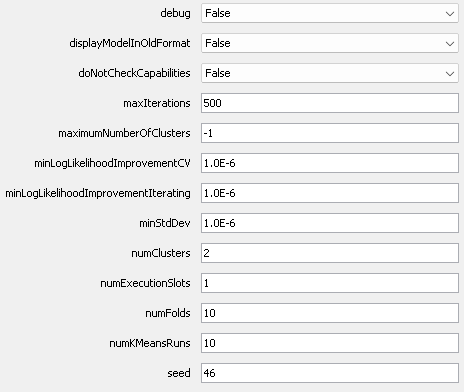 debug False
displayModelInOldFormat False
doNotCheckCapabilities False
maxIterations 500
maximumNumberOfClusters -1
minLogLikelihoodImprovementCV 1.0E-6
minLogLikelihoodImprovementIterating 1.0E-6
minStdDev 1.0E-6
numClusters 2
numExecutionSlots 1
numFolds 10
numKMeansRuns 10
seed 46